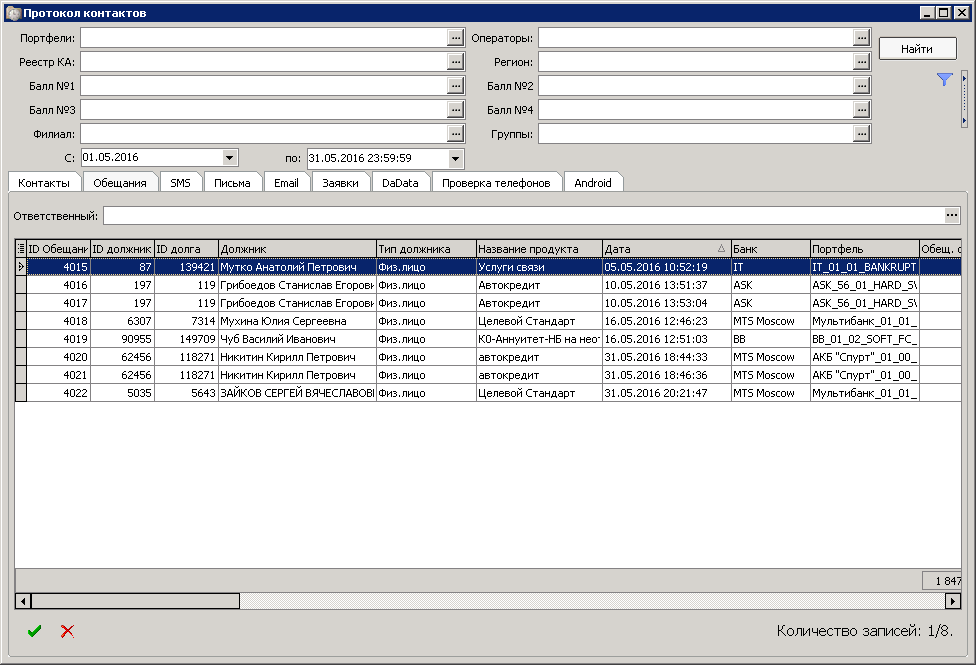 Протокол контактов
Портфели: ... Операторы: ... Найти
Реестр КА: ... Регион: ...
Балл №1 ... Балл №2 ...
Балл №3 ... Балл №4 ...
Филиал: ... Группы: ...
С: 01.05.2016 по: 31.05.2016 23:59:59
Контакты Обещания SMS Письма Email Заявки DaData Проверка телефонов Android
Ответственный: ...
ID Обещани ID должник ID долга Должник Тип должника Название продукта Дата Банк Портфель Обещ. с
4015 87 139421 Мутко Анатолий Петрович Физ.лицо Услуги связи 05.05.2016 10:52:19 IT IT_01_01_BANKRUPT
4016 197 119 Грибоедов Станислав Егорови Физ.лицо Автокредит 10.05.2016 13:51:37 ASK ASK_56_01_HARD_S\
4017 197 119 Грибоедов Станислав Егорови Физ.лицо Автокредит 10.05.2016 13:53:04 ASK ASK_56_01_HARD_S\
4018 6307 7314 Мухина Юлия Сергеевна Физ.лицо Целевой Стандарт 16.05.2016 12:46:23 MTS Moscow Мультибанк_01_01_
4019 90955 149709 Чуб Василий Иванович Физ.лицо К0-Аннуитет-НБ на неот 16.05.2016 12:51:03 BB BB_01_02_SOFT_FC_
4020 62456 118271 Никитин Кирилл Петрович Физ.лицо автокредит 31.05.2016 18:44:33 MTS Moscow АКБ "Спурт"_01_00_
4021 62456 118271 Никитин Кирилл Петрович Физ.лицо автокредит 31.05.2016 18:46:36 MTS Moscow АКБ "Спурт"_01_00_
4022 5035 5643 ЗАЙКОВ СЕРГЕЙ ВЯЧЕСЛАВОВІ Физ.лицо Целевой Стандарт 31.05.2016 20:21:47 MTS Moscow Мультибанк_01_01_
1 847
Количество записей: 1/8.